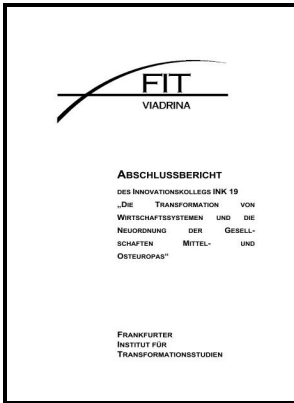 FIT
VIADRINA
ABSCHLUSSBERICHT
DES INNOVATIONSKOLLEGS INK 19
„DIE TRANSFORMATION VON
WIRTSCHAFTSSYSTEMEN UND DIE
NEUORDNUNG DER GESELL-
SCHAFTEN MITTEL- UND
OSTEUROPAS“
FRANKFURTER
INSTITUT FÜR
TRANSFORMATIONSSTUDIEN